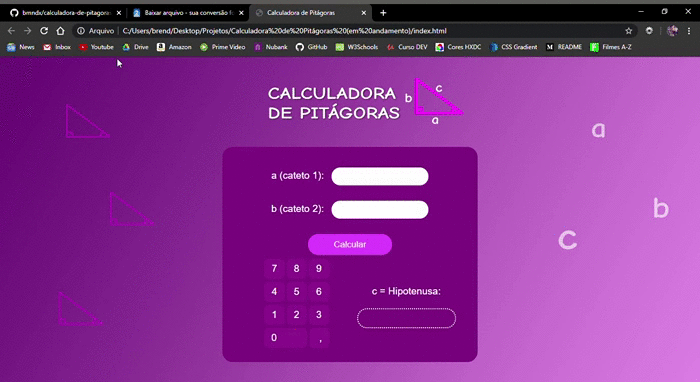 bmnds/calculadora-de-pitagoras
Baixar arquivo - sua conversão fo
Calculadora de Pitágoras
Arquivo
C:/Users/brend/Desktop/Projetos/Calculadora%20de%20Pitágoras%20(em%20andamento)/index.html
News Inbox Youtube Drive Amazon Prime Video Nubank GitHub W3Schools Curso DEV Cores HXDC CSS Gradient README Filmes A-Z
CALCULADORA
DE PITÁGORAS
b
c
a
a
b
c
a (cateto 1):
b (cateto 2):
Calcular
7 8 9
4 5 6
1 2 3
0 ,
c = Hipotenusa: